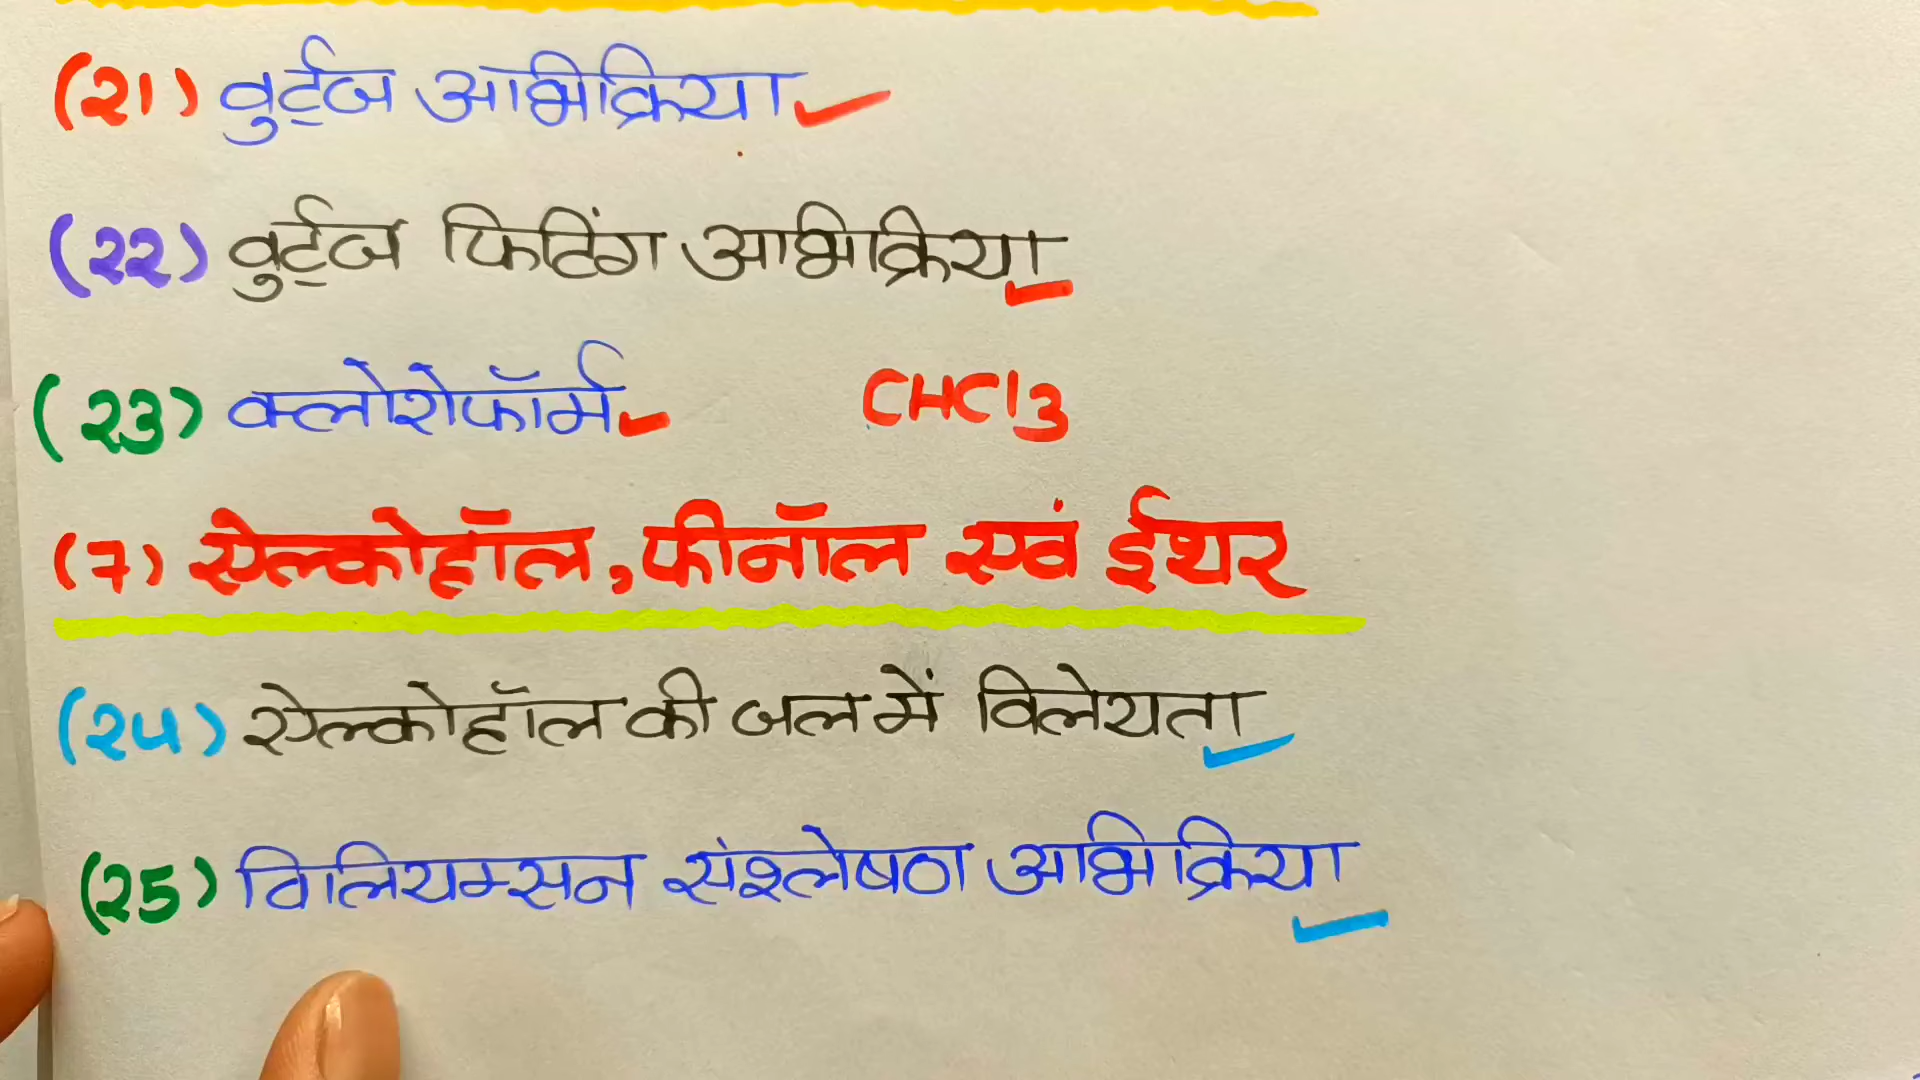 (21) वुर्ट्ज अभिक्रिया
(22) वुर्ट्ज फिटिंग अभिक्रिया
(23) क्लोरोफॉर्म CHCl3
(7) ऐल्कोहॉल, फीनॉल एवं ईथर
(24) ऐल्कोहॉल की जल में विलेयता
(25) विलियम्सन संश्लेषण अभिक्रिया